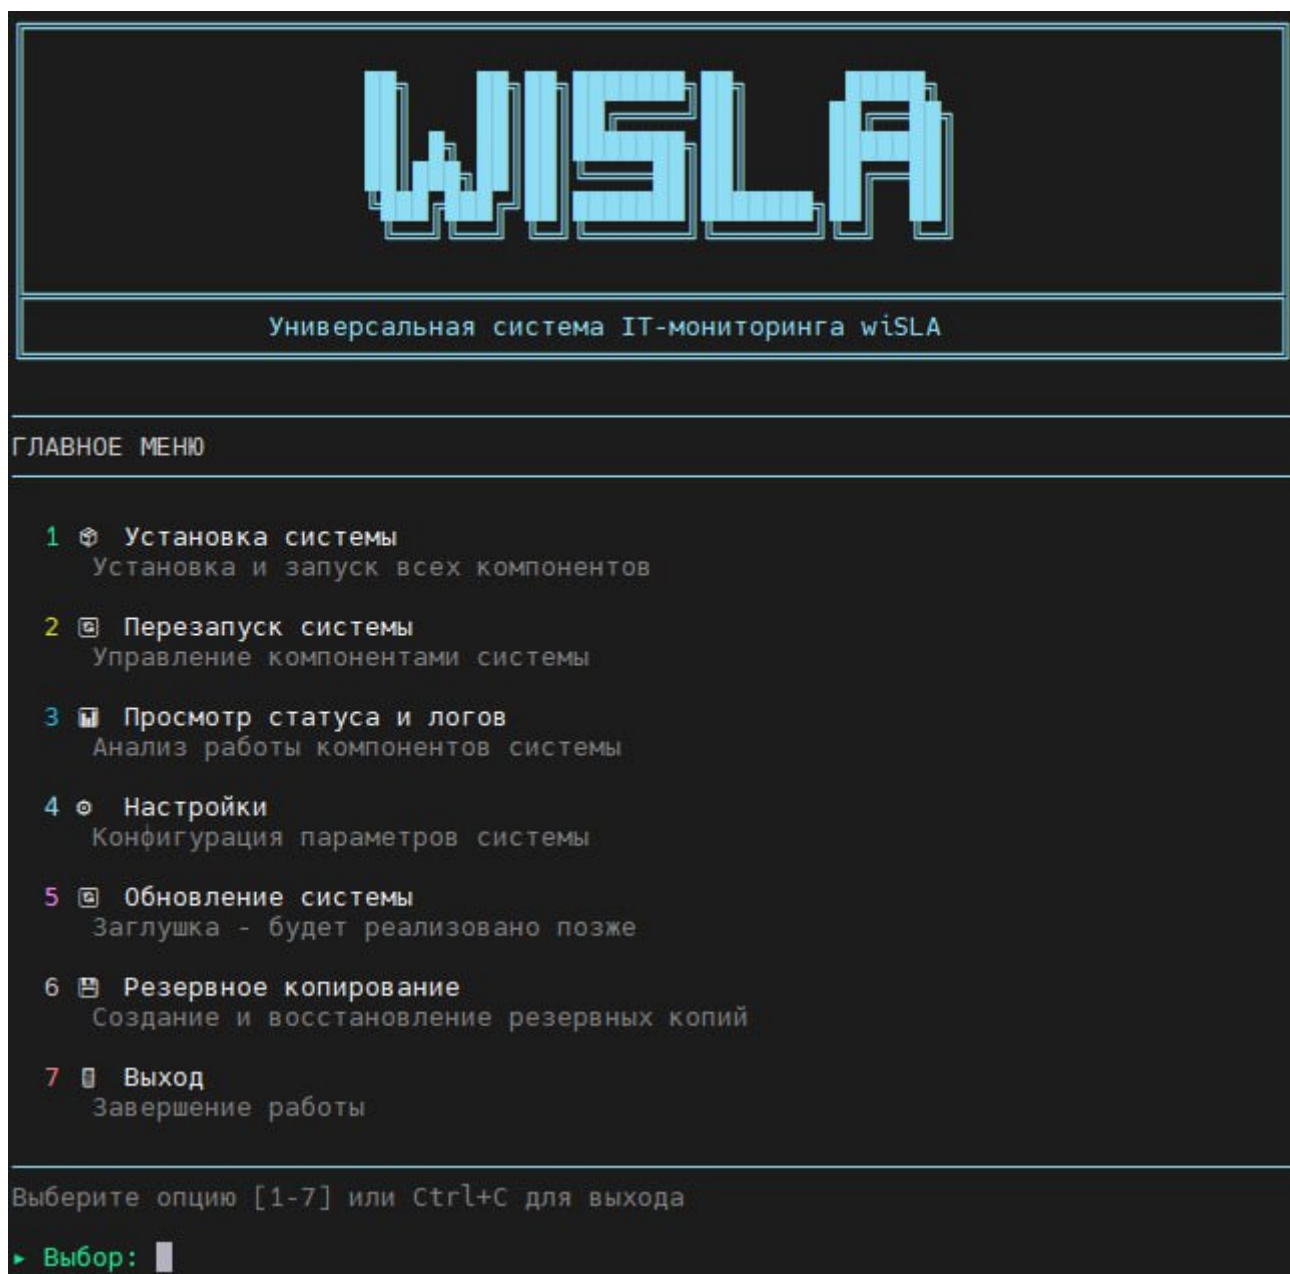 WISLA
Универсальная система IT-мониторинга wiSLA
ГЛАВНОЕ МЕНЮ
1 Установка системы
Установка и запуск всех компонентов
2 Перезапуск системы
Управление компонентами системы
3 Просмотр статуса и логов
Анализ работы компонентов системы
4 Настройки
Конфигурация параметров системы
5 Обновление системы
Заглушка - будет реализовано позже
6 Резервное копирование
Создание и восстановление резервных копий
7 Выход
Завершение работы
Выберите опцию [1-7] или Ctrl+C для выхода
▸ Выбор: